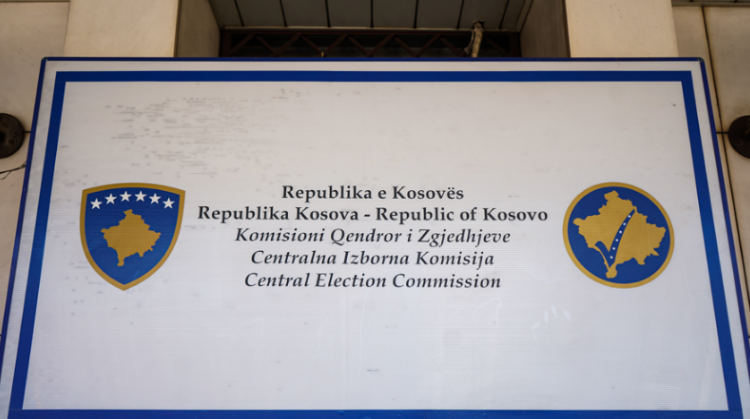 Republika e Kosovës
Republika Kosova - Republic of Kosovo
Komisioni Qendror i Zgjedhjeve
Centralna Izborna Komisija
Central Election Commission